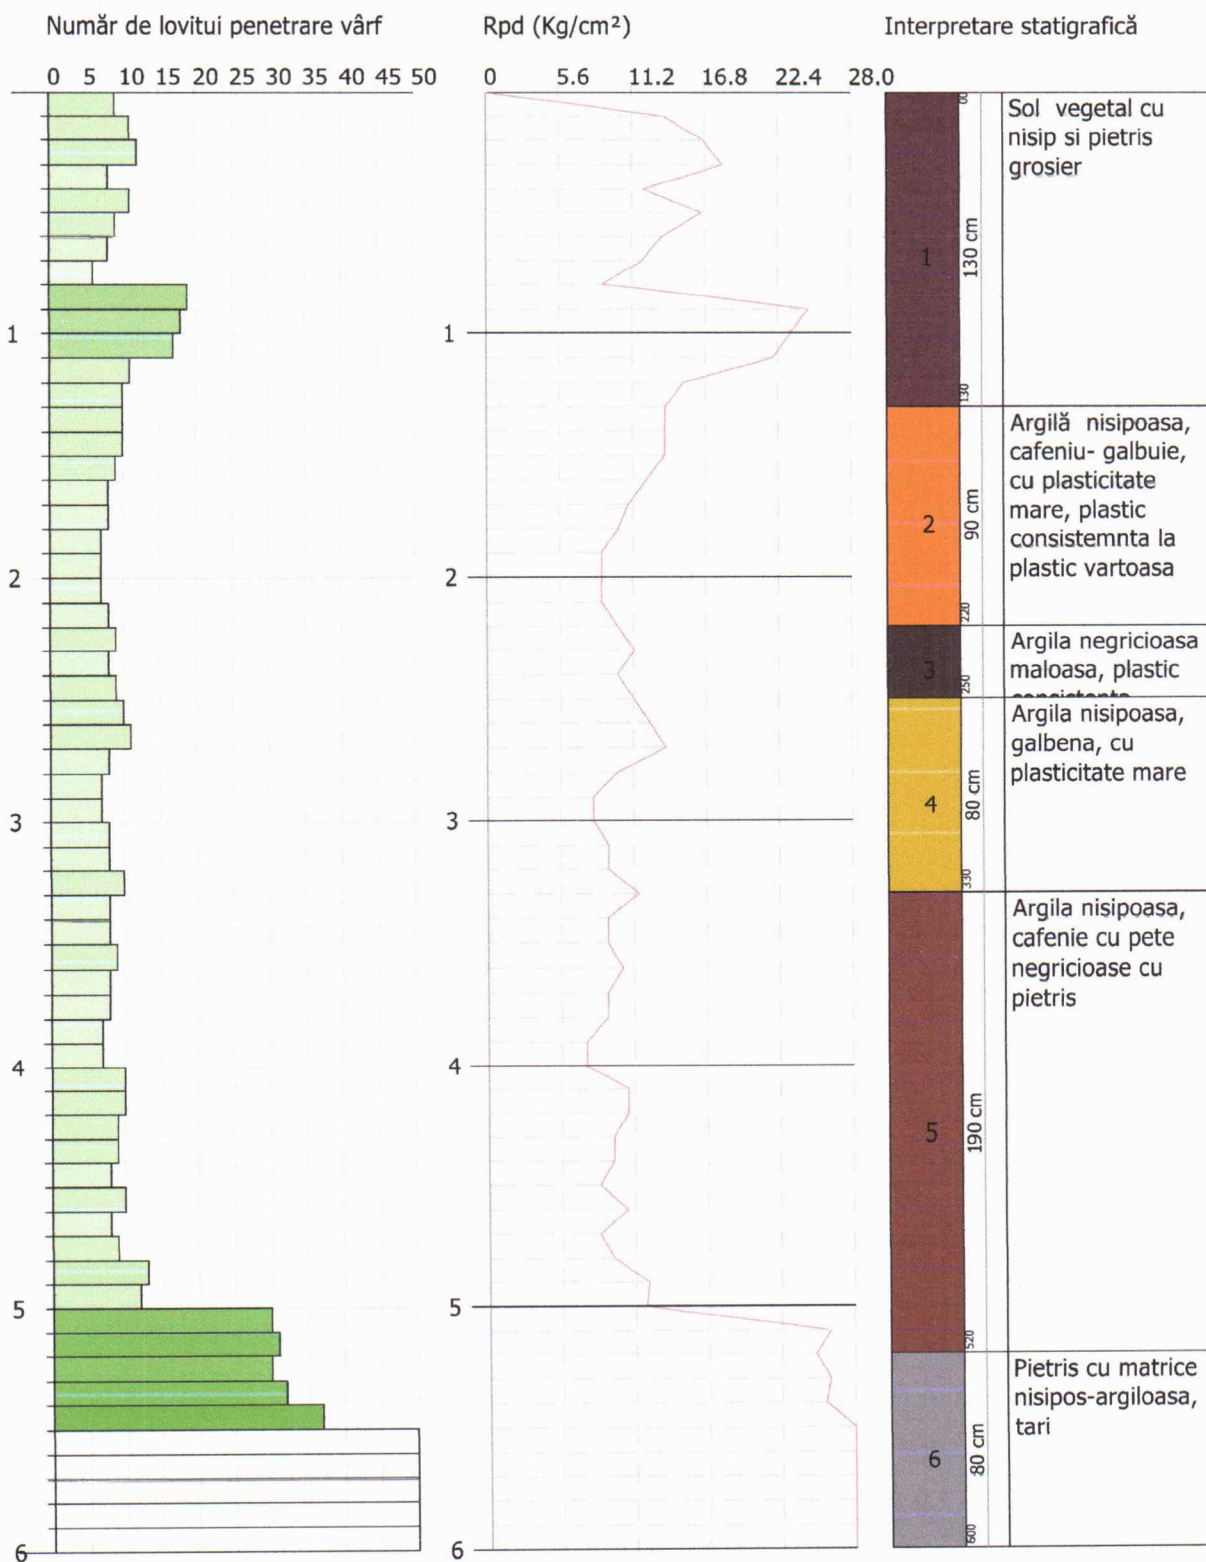 Număr de lovitui penetrare vârf
Rpd (Kg/cm²)
Interpretare statigrafică
0 5 10 15 20 25 30 35 40 45 50
0 5.6 11.2 16.8 22.4 28.0
1
2
3
4
5
6
1
2
3
4
5
6
1
130 cm
130
Sol vegetal cu
nisip si pietris
grosier
2
90 cm
220
Argilă nisipoasa,
cafeniu- galbuie,
cu plasticitate
mare, plastic
consistemnta la
plastic vartoasa
3
250
Argila negricioasa
maloasa, plastic
4
80 cm
330
Argila nisipoasa,
galbena, cu
plasticitate mare
5
190 cm
520
Argila nisipoasa,
cafenie cu pete
negricioase cu
pietris
6
80 cm
600
Pietris cu matrice
nisipos-argiloasa,
tari